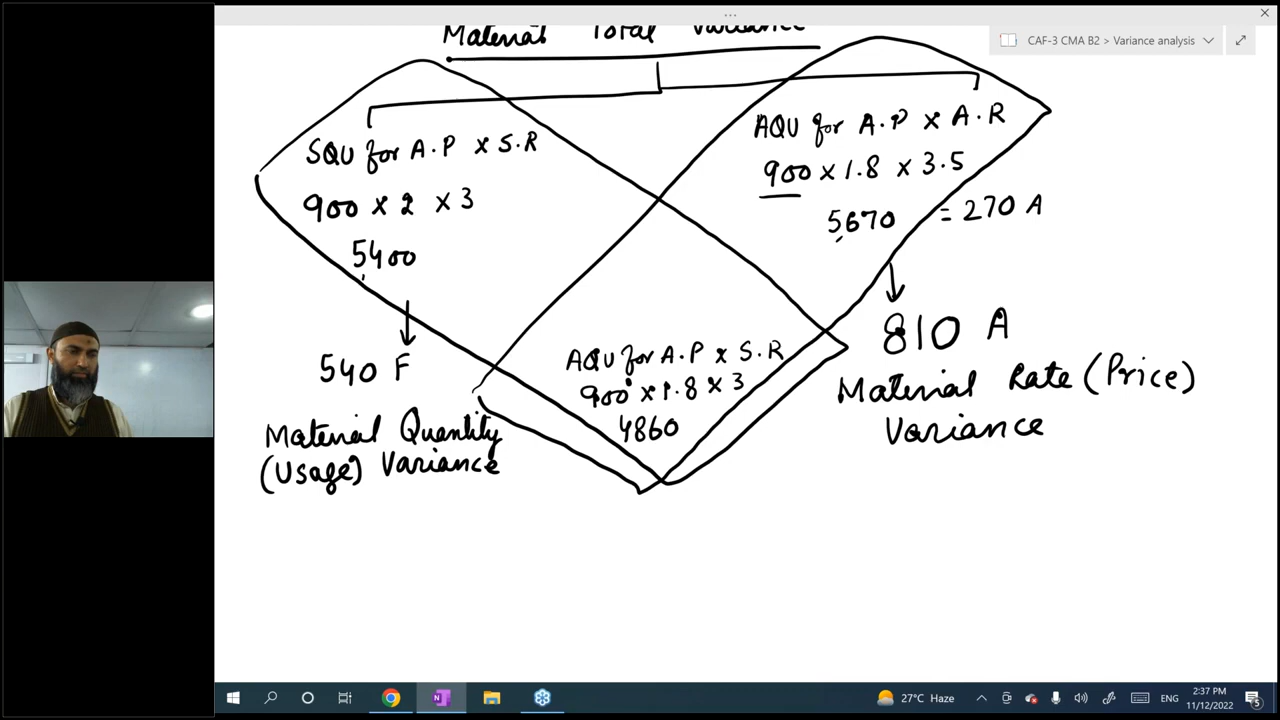 Material Total Variance
CAF-3 CMA B2 > Variance analysis
SQU for A.P x S.R
900 x 2 x 3
5400
540 F
Material Quantity
(Usage) Variance
AQU for A.P x A.R
900 x 1.8 x 3.5
5670 = 270 A
810 A
Material Rate (Price)
Variance
AQU for A.P x S.R
900 x 1.8 x 3
4860
27°C Haze
ENG
2:37 PM
11/12/2022
5